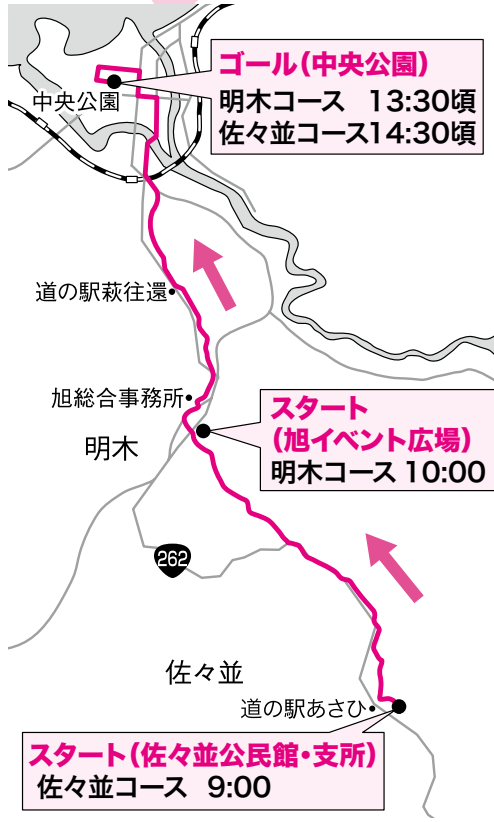 ゴール(中央公園)
明木コース 13:30頃
佐々並コース14:30頃
中央公園
道の駅萩往還
旭総合事務所
スタート
(旭イベント広場)
明木コース 10:00
明木
262
佐々並
道の駅あさひ
スタート(佐々並公民館・支所)
佐々並コース 9:00